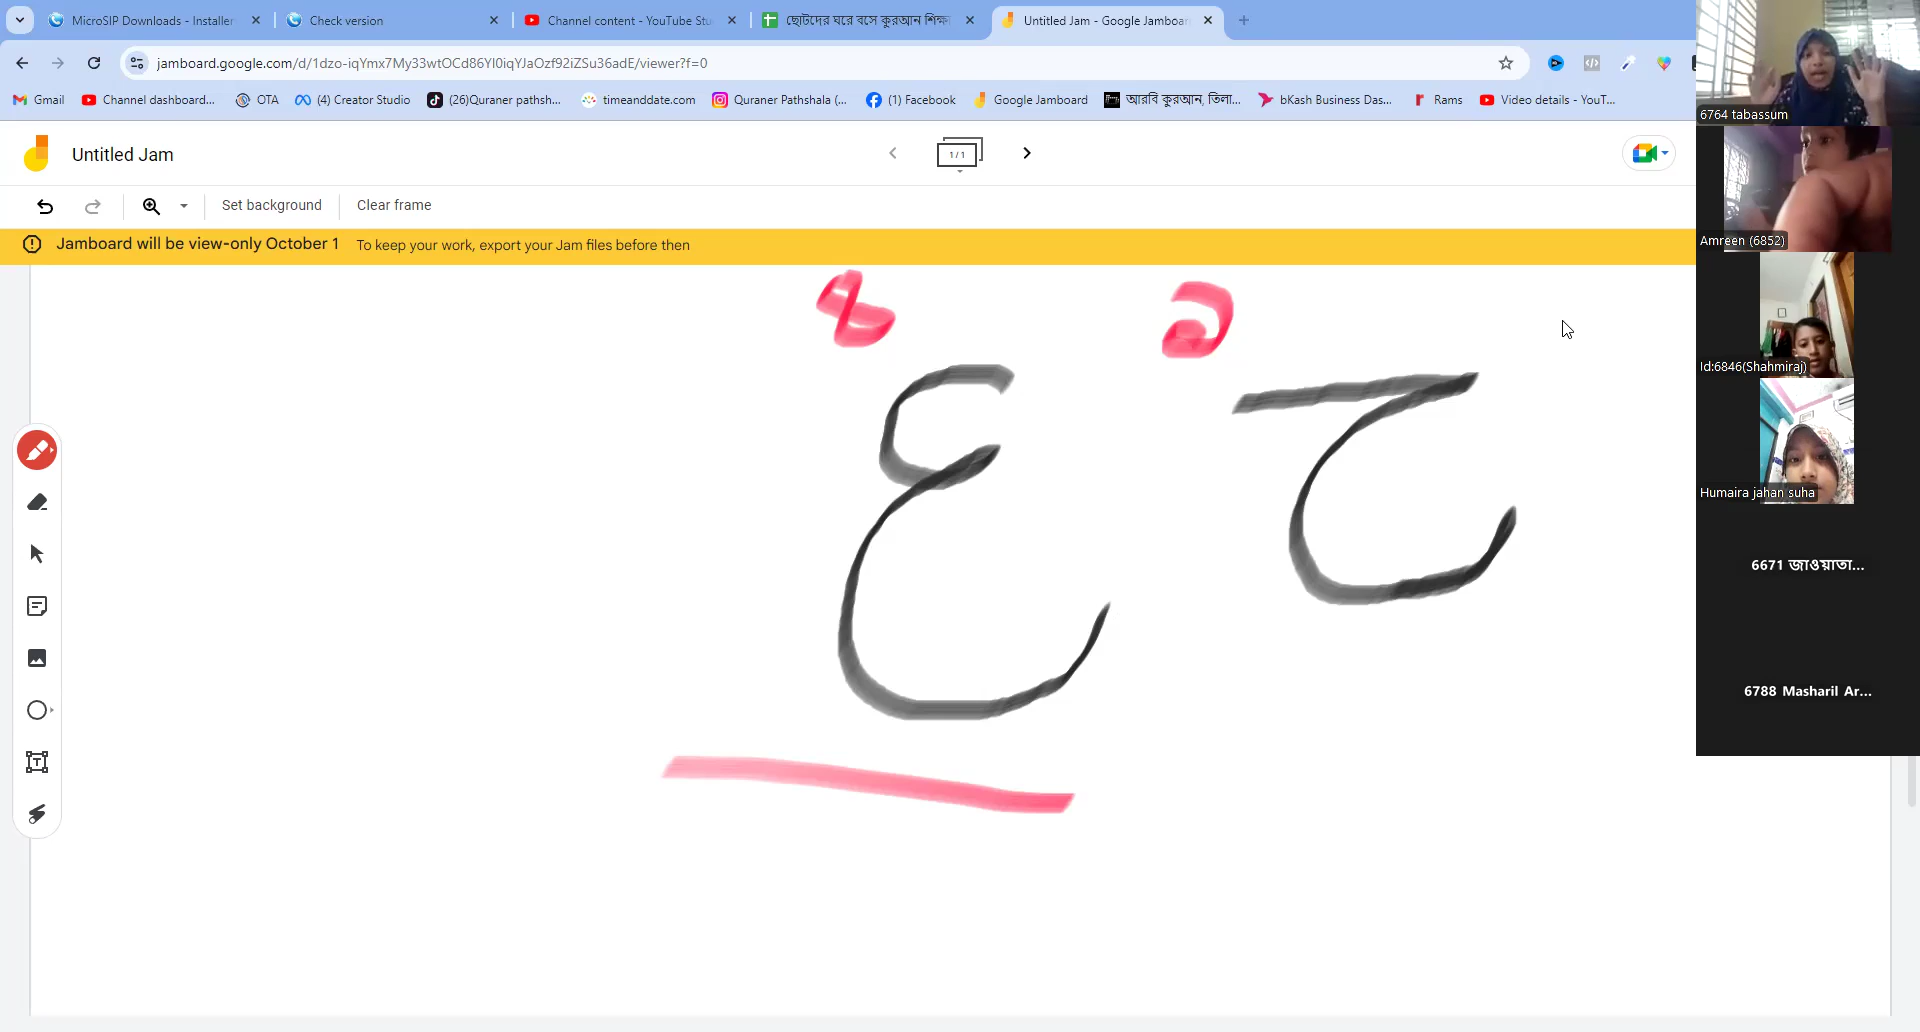 MicroSIP Downloads - Installer
Check version
Channel content - YouTube Stu
ছোটদের ঘরে বসে কুরআন শিক্ষা
Untitled Jam - Google Jamboar
jamboard.google.com/d/1dzo-iqYmx7My33wtOCd86Yl0iqYJaOzf92iZSu36adE/viewer?f=0
Gmail
Channel dashboard...
OTA
(4) Creator Studio
(26)Quraner pathsh...
timeanddate.com
Quraner Pathshala (...
(1) Facebook
Google Jamboard
আরবি কুরআন, তিলা...
bKash Business Das...
Rams
Video details - YouT...
Untitled Jam
1/1
Set background
Clear frame
Jamboard will be view-only October 1 To keep your work, export your Jam files before then
৪
ع
ح
6764 tabassum
Amreen (6852)
Id:6846(Shahmiraj)
Humaira jahan suha
6671 জাওয়াতা...
6788 Masharil Ar...